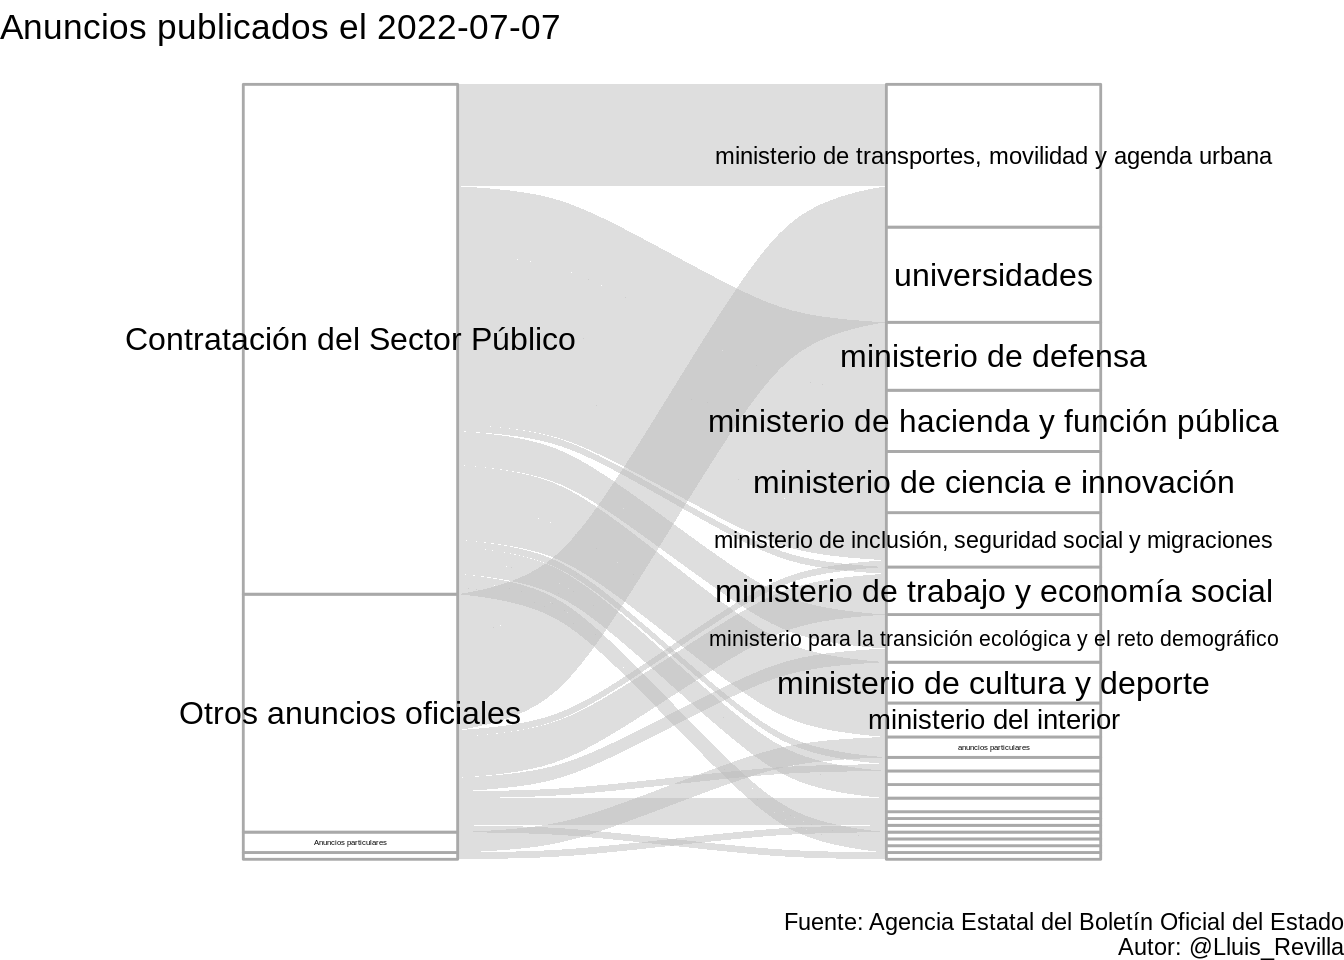 Anuncios publicados el 2022-07-07
ministerio de transportes, movilidad y agenda urbana
universidades
Contratación del Sector Público
ministerio de defensa
ministerio de hacienda y función pública
ministerio de ciencia e innovación
ministerio de inclusión, seguridad social y migraciones
ministerio de trabajo y economía social
ministerio para la transición ecológica y el reto demográfico
ministerio de cultura y deporte
Otros anuncios oficiales
ministerio del interior
anuncios particulares
Anuncios particulares
Fuente: Agencia Estatal del Boletín Oficial del Estado
Autor: @Lluis_Revilla